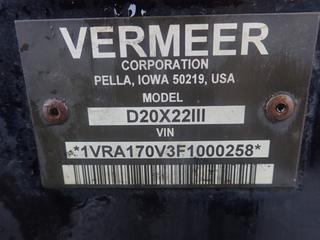 VERMEER
CORPORATION
PELLA, IOWA 50219, USA
MODEL
D20X22III
VIN
*1VRA170V3F1000258*